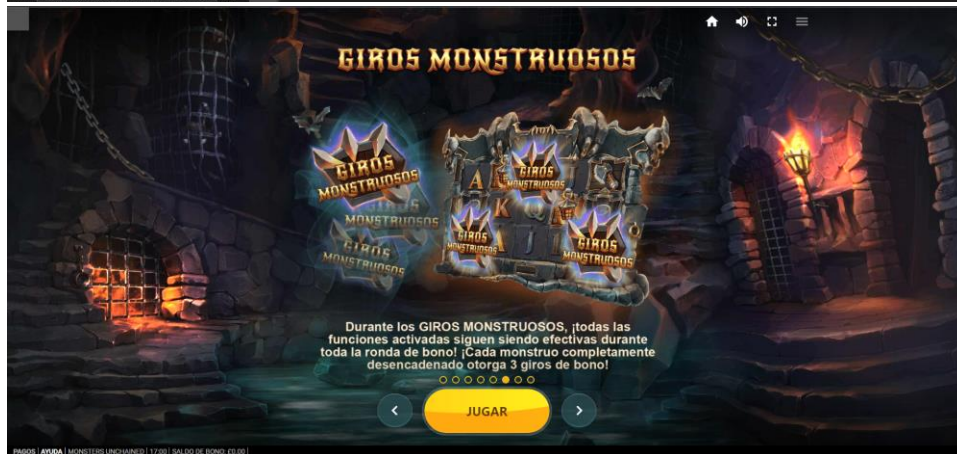 GIROS MONSTRUOSOS
GIROS
MONSTRUOSOS
GIROS
MONSTRUOSOS
GIROS
MONSTRUOSOS
GIROS
MONSTRUOSOS
A
K Q
J
GIROS
MONSTRUOSOS
GIROS
MONSTRUOSOS
Durante los GIROS MONSTRUOSOS, ¡todas las
funciones activadas siguen siendo efectivas durante
toda la ronda de bono! ¡Cada monstruo completamente
desencadenado otorga 3 giros de bono!
JUGAR
PAGOS | AYUDA | MONSTERS UNCHAINED | 17:00 | SALDO DE BONO: £0.00 |